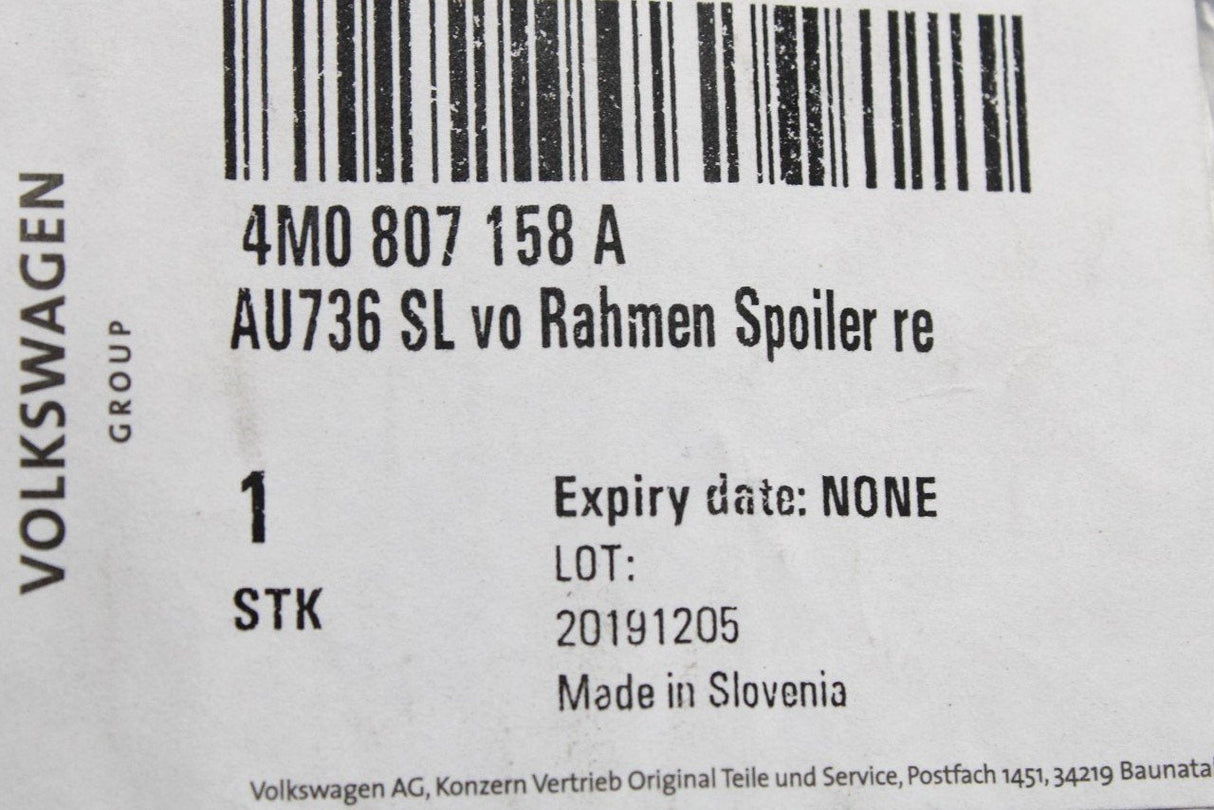 VOLKSWAGEN
GROUP
4M0 807 158 A
AU736 SL vo Rahmen Spoiler re
1
STK
Expiry date: NONE
LOT:
20191205
Made in Slovenia
Volkswagen AG, Konzern Vertrieb Original Teile und Service, Postfach 1451, 34219 Baunata